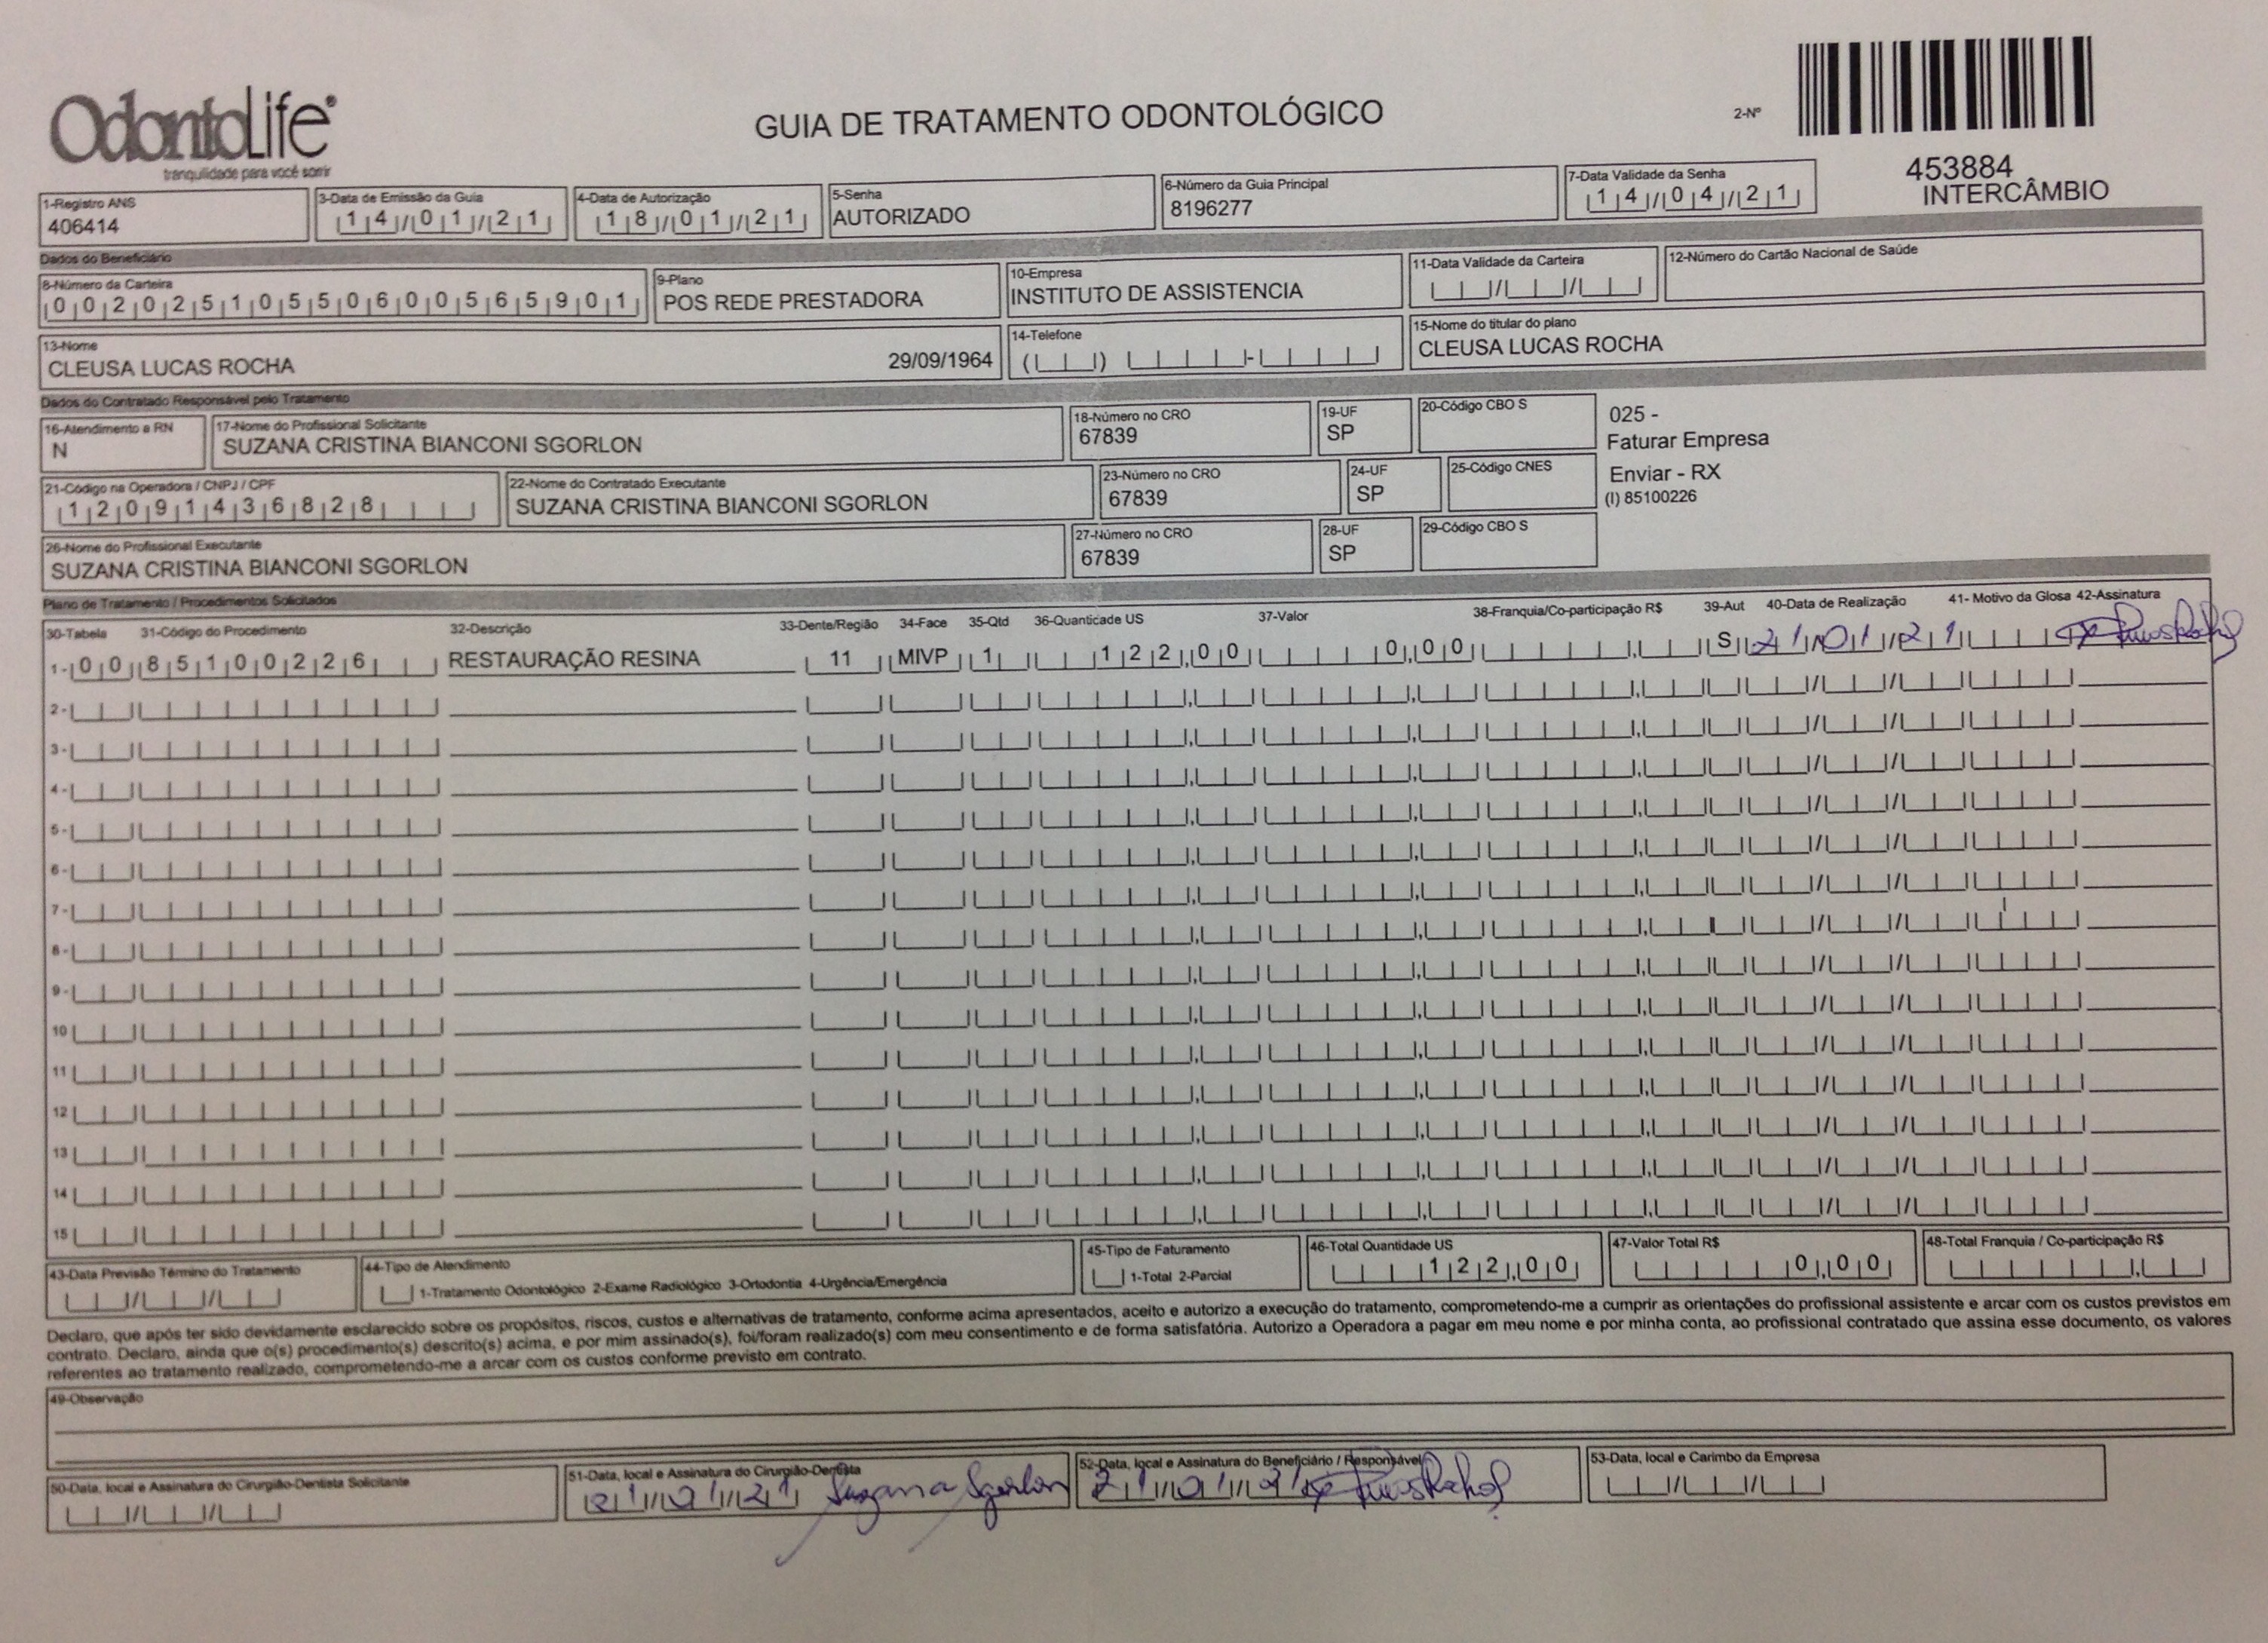 OdontoLife®
tranquilidade para você sorrir
GUIA DE TRATAMENTO ODONTOLÓGICO
2-Nº
453884
INTERCÂMBIO
1-Registro ANS
406414
3-Data de Emissão da Guia
14/01/21
4-Data de Autorização
18/01/21
5-Senha
AUTORIZADO
6-Número da Guia Principal
8196277
7-Data Validade da Senha
14/04/21
Dados do Beneficiário
8-Número da Carteira
00202510550600565901
9-Plano
POS REDE PRESTADORA
10-Empresa
INSTITUTO DE ASSISTENCIA
11-Data Validade da Carteira
12-Número do Cartão Nacional de Saúde
13-Nome
CLEUSA LUCAS ROCHA 29/09/1964
14-Telefone
15-Nome do titular do plano
CLEUSA LUCAS ROCHA
Dados do Contratado Responsável pelo Tratamento
16-Atendimento a RN
N
17-Nome do Profissional Solicitante
SUZANA CRISTINA BIANCONI SGORLON
18-Número no CRO
67839
19-UF
SP
20-Código CBO S
025 -
Faturar Empresa
Enviar - RX
(I) 85100226
21-Código na Operadora / CNPJ / CPF
12091436828
22-Nome do Contratado Executante
SUZANA CRISTINA BIANCONI SGORLON
23-Número no CRO
67839
24-UF
SP
25-Código CNES
26-Nome do Profissional Executante
SUZANA CRISTINA BIANCONI SGORLON
27-Número no CRO
67839
28-UF
SP
29-Código CBO S
Plano de Tratamento / Procedimentos Solicitados
30-Tabela 31-Código do Procedimento 32-Descrição 33-Dente/Região 34-Face 35-Qtd 36-Quantidade US 37-Valor 38-Franquia/Co-participação R$ 39-Aut 40-Data de Realização 41- Motivo da Glosa 42-Assinatura
1- 00 85100226 RESTAURAÇÃO RESINA 11 MIVP 1 122,00 0,00 S 21/01/21
2-
3-
4-
5-
6-
7-
8-
9-
10
11
12
13
14
15
43-Data Previsão Término do Tratamento
44-Tipo de Atendimento
1-Tratamento Odontológico 2-Exame Radiológico 3-Ortodontia 4-Urgência/Emergência
45-Tipo de Faturamento
1-Total 2-Parcial
46-Total Quantidade US
122,00
47-Valor Total R$
0,00
48-Total Franquia / Co-participação R$
Declaro, que após ter sido devidamente esclarecido sobre os propósitos, riscos, custos e alternativas de tratamento, conforme acima apresentados, aceito e autorizo a execução do tratamento, comprometendo-me a cumprir as orientações do profissional assistente e arcar com os custos previstos em
contrato. Declaro, ainda que o(s) procedimento(s) descrito(s) acima, e por mim assinado(s), foi/foram realizado(s) com meu consentimento e de forma satisfatória. Autorizo a Operadora a pagar em meu nome e por minha conta, ao profissional contratado que assina esse documento, os valores
referentes ao tratamento realizado, comprometendo-me a arcar com os custos conforme previsto em contrato.
49-Observação
50-Data, local e Assinatura do Cirurgião-Dentista Solicitante
51-Data, local e Assinatura do Cirurgião-Dentista
21/01/21 Suzana Sgorlon
52-Data, local e Assinatura do Beneficiário / Responsável
21/01/21
53-Data, local e Carimbo da Empresa